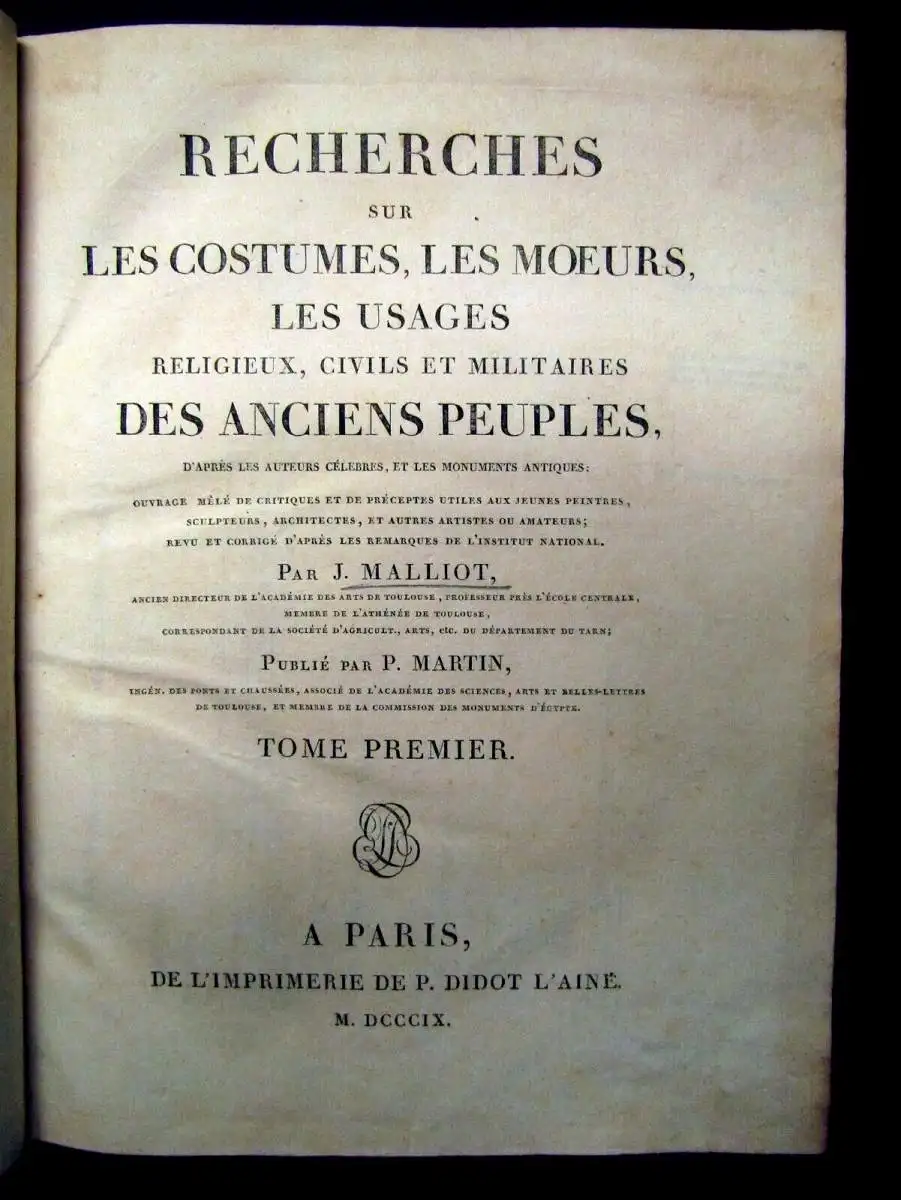 RECHERCHES
SUR
LES COSTUMES, LES MOEURS,
LES USAGES
RELIGIEUX, CIVILS ET MILITAIRES
DES ANCIENS PEUPLES,
D'APRÈS LES AUTEURS CÉLEBRES, ET LES MONUMENTS ANTIQUES:
OUVRAGE MÊLÉ DE CRITIQUES ET DE PRÉCEPTES UTILES AUX JEUNES PEINTRES,
SCULPTEURS, ARCHITECTES, ET AUTRES ARTISTES OU AMATEURS;
REVU ET CORRIGÉ D'APRÈS LES REMARQUES DE L'INSTITUT NATIONAL.
PAR J. MALLIOT,
ANCIEN DIRECTEUR DE L'ACADÉMIE DES ARTS DE TOULOUSE, PROFESSEUR PRÈS L'ÉCOLE CENTRALE,
MEMBRE DE L'ATHÉNÉE DE TOULOUSE,
CORRESPONDANT DE LA SOCIÉTÉ D'AGRICULT., ARTS, etc. DU DÉPARTEMENT DU TARN;
PUBLIÉ PAR P. MARTIN,
INGÉN. DES PONTS ET CHAUSSÉES, ASSOCIÉ DE L'ACADÉMIE DES SCIENCES, ARTS ET BELLES-LETTRES
DE TOULOUSE, ET MEMBRE DE LA COMMISSION DES MONUMENTS D'ÉGYPTE.
TOME PREMIER.
A PARIS,
DE L'IMPRIMERIE DE P. DIDOT L'AINÉ.
M. DCCCIX.